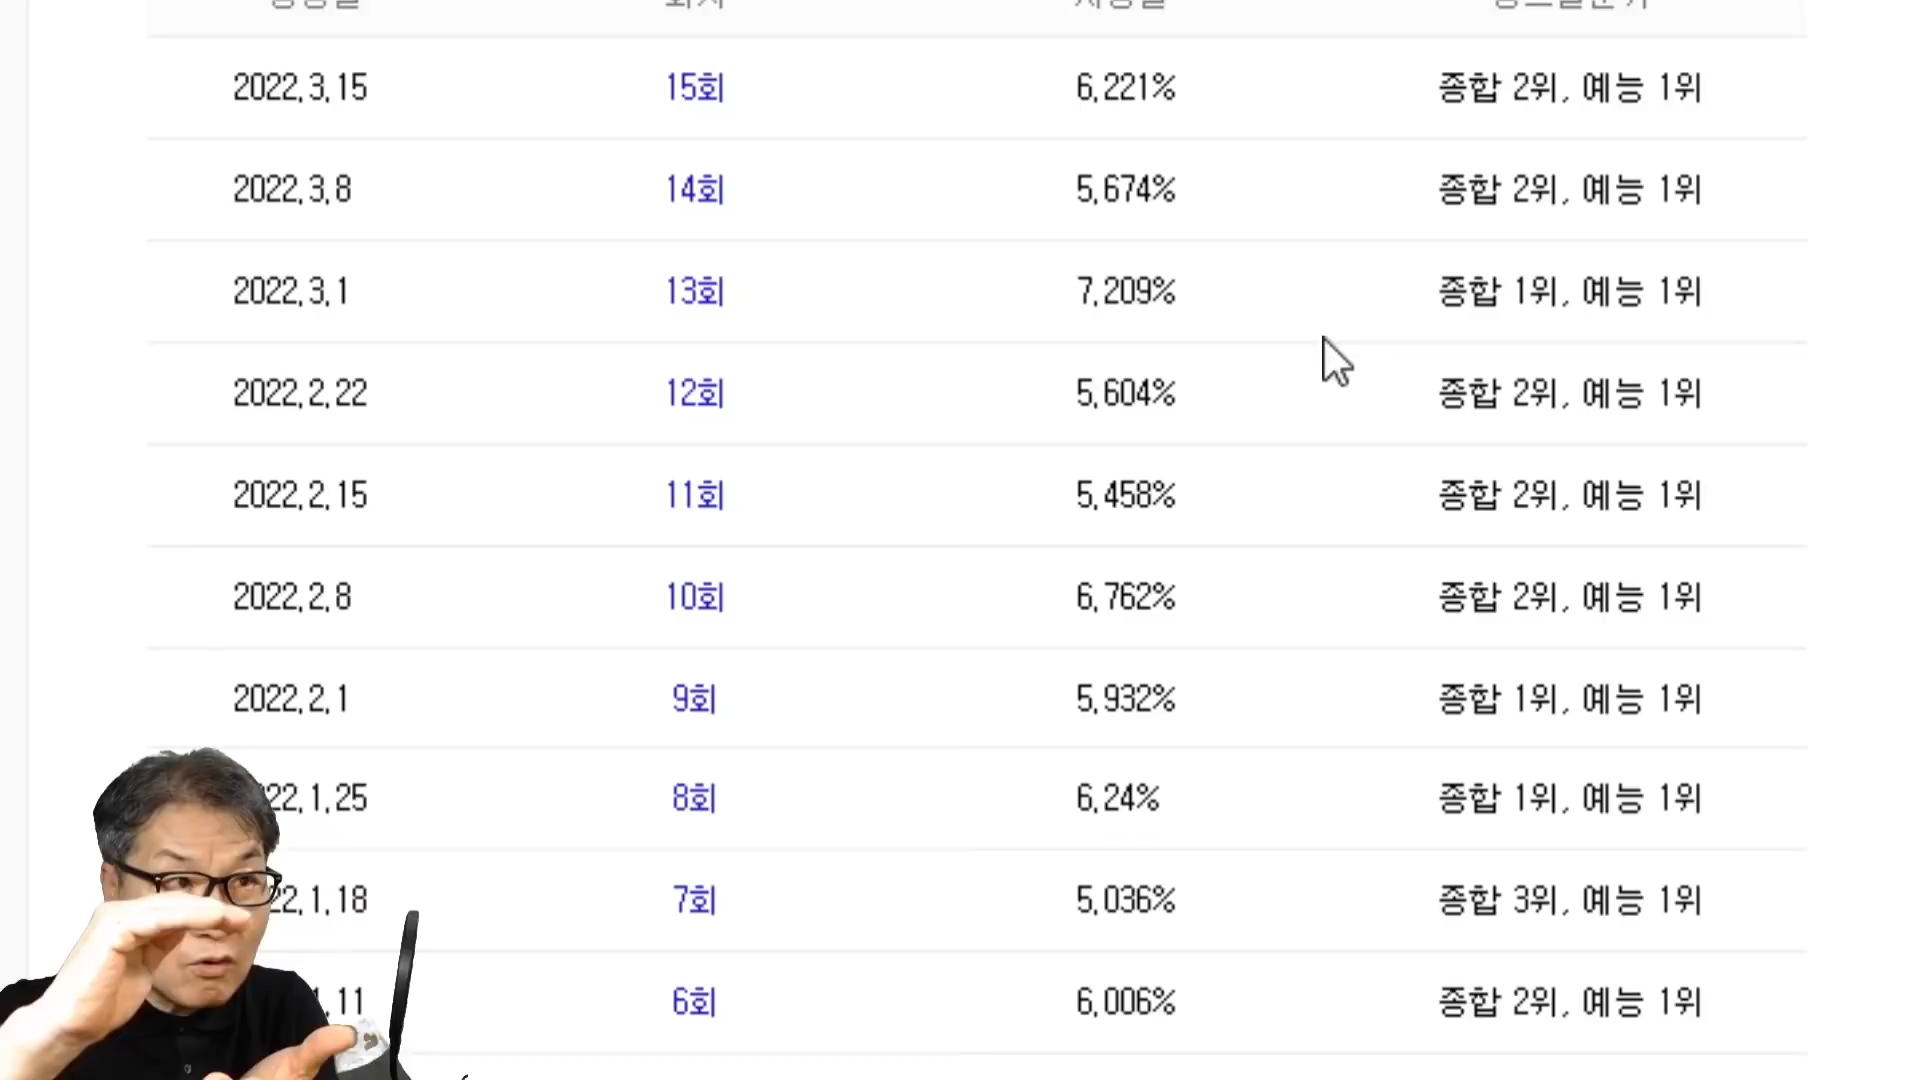 2022.3.15 15회 6.221% 종합 2위, 예능 1위
2022.3.8 14회 5.674% 종합 2위, 예능 1위
2022.3.1 13회 7.209% 종합 1위, 예능 1위
2022.2.22 12회 5.604% 종합 2위, 예능 1위
2022.2.15 11회 5.458% 종합 2위, 예능 1위
2022.2.8 10회 6.762% 종합 2위, 예능 1위
2022.2.1 9회 5.932% 종합 1위, 예능 1위
22.1.25 8회 6.24% 종합 1위, 예능 1위
22.1.18 7회 5.036% 종합 3위, 예능 1위
.11 6회 6.006% 종합 2위, 예능 1위